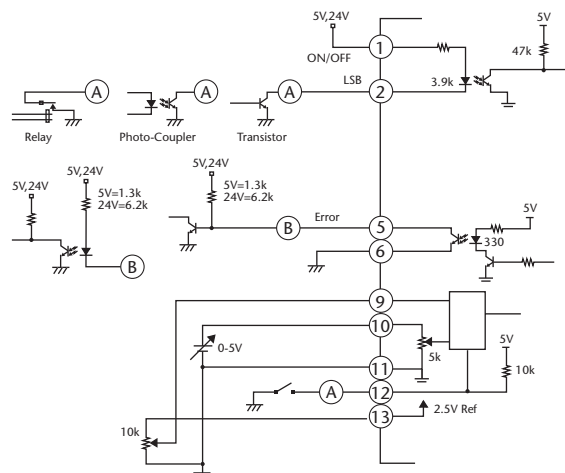 5V,24V
5V
1
ON/OFF
47k
A
A
A
LSB
2
3.9k
Relay
Photo-Coupler
Transistor
5V,24V
5V,24V
5V,24V
5V=1.3k
24V=6.2k
5V=1.3k
24V=6.2k
5V
B
Error
5
330
6
B
9
10
5V
0-5V
5k
11
10k
A
12
13
2.5V Ref
10k